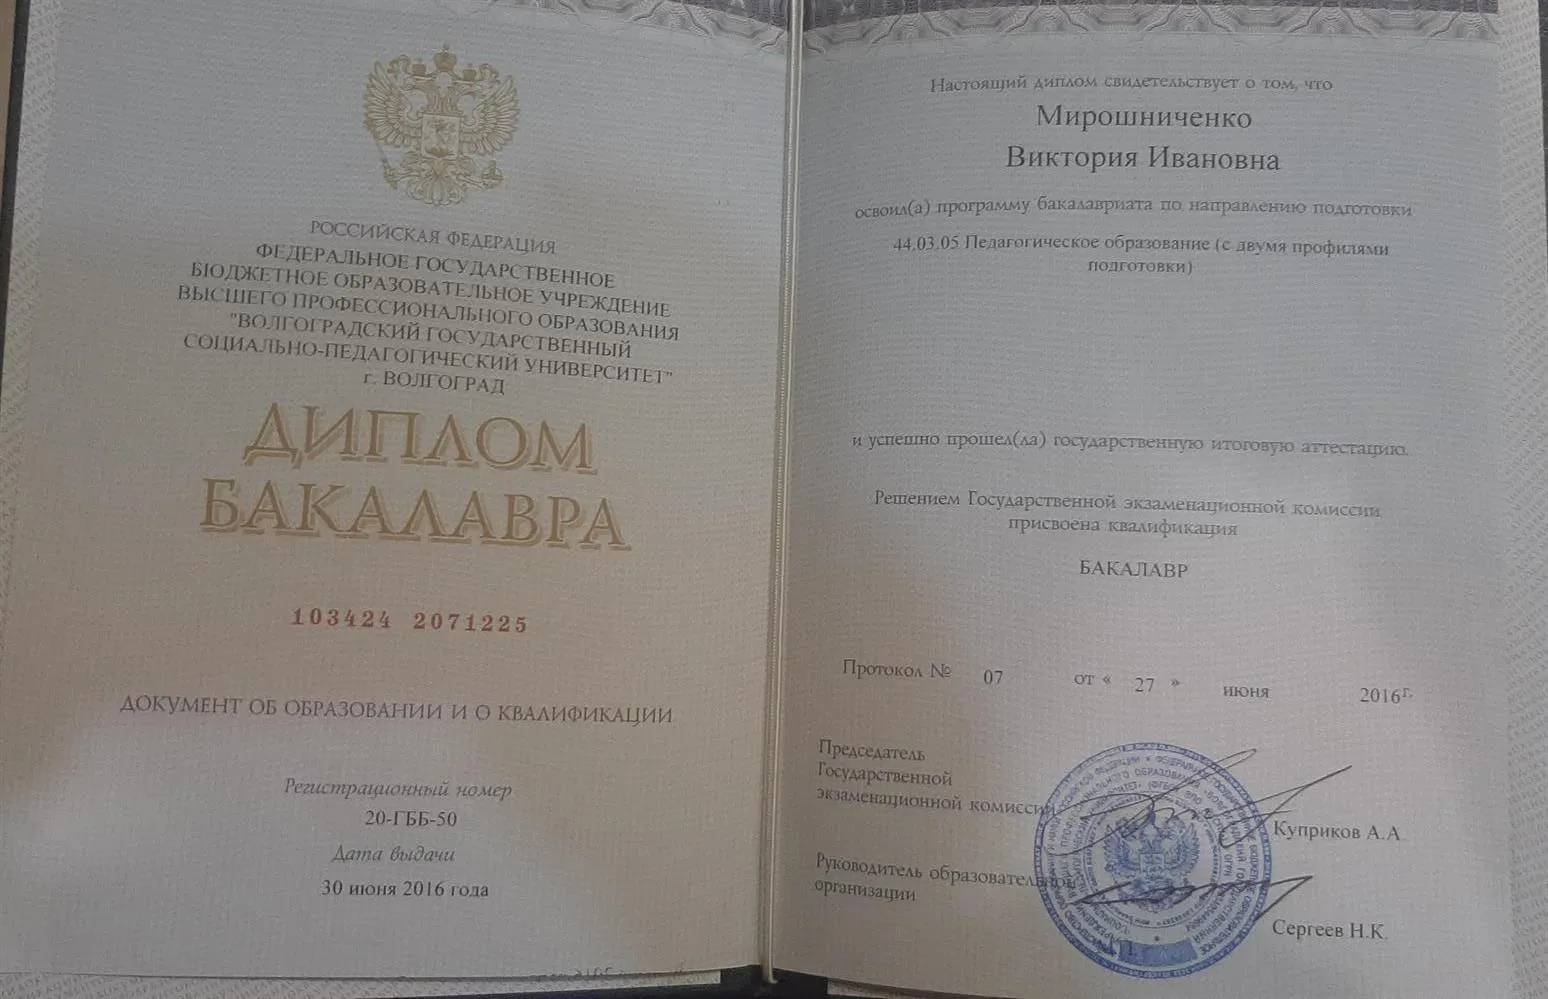 РОССИЙСКАЯ ФЕДЕРАЦИЯ
ФЕДЕРАЛЬНОЕ ГОСУДАРСТВЕННОЕ
БЮДЖЕТНОЕ ОБРАЗОВАТЕЛЬНОЕ УЧРЕЖДЕНИЕ
ВЫСШЕГО ПРОФЕССИОНАЛЬНОГО ОБРАЗОВАНИЯ
"ВОЛГОГРАДСКИЙ ГОСУДАРСТВЕННЫЙ
СОЦИАЛЬНО-ПЕДАГОГИЧЕСКИЙ УНИВЕРСИТЕТ"
г. ВОЛГОГРАД
ДИПЛОМ
БАКАЛАВРА
103424 2071225
ДОКУМЕНТ ОБ ОБРАЗОВАНИИ И О КВАЛИФИКАЦИИ
Регистрационный номер
20-ГББ-50
Дата выдачи
30 июня 2016 года
Настоящий диплом свидетельствует о том, что
Мирошниченко
Виктория Ивановна
освоил(а) программу бакалавриата по направлению подготовки
44.03.05 Педагогическое образование (с двумя профилями
подготовки)
и успешно прошел(ла) государственную итоговую аттестацию.
Решением Государственной экзаменационной комиссии
присвоена квалификация
БАКАЛАВР
Протокол № 07 от « 27 » июня 2016 г.
Председатель
Государственной
экзаменационной комиссии
Куприков А.А.
Руководитель образовательной
организации
Сергеев Н.К.